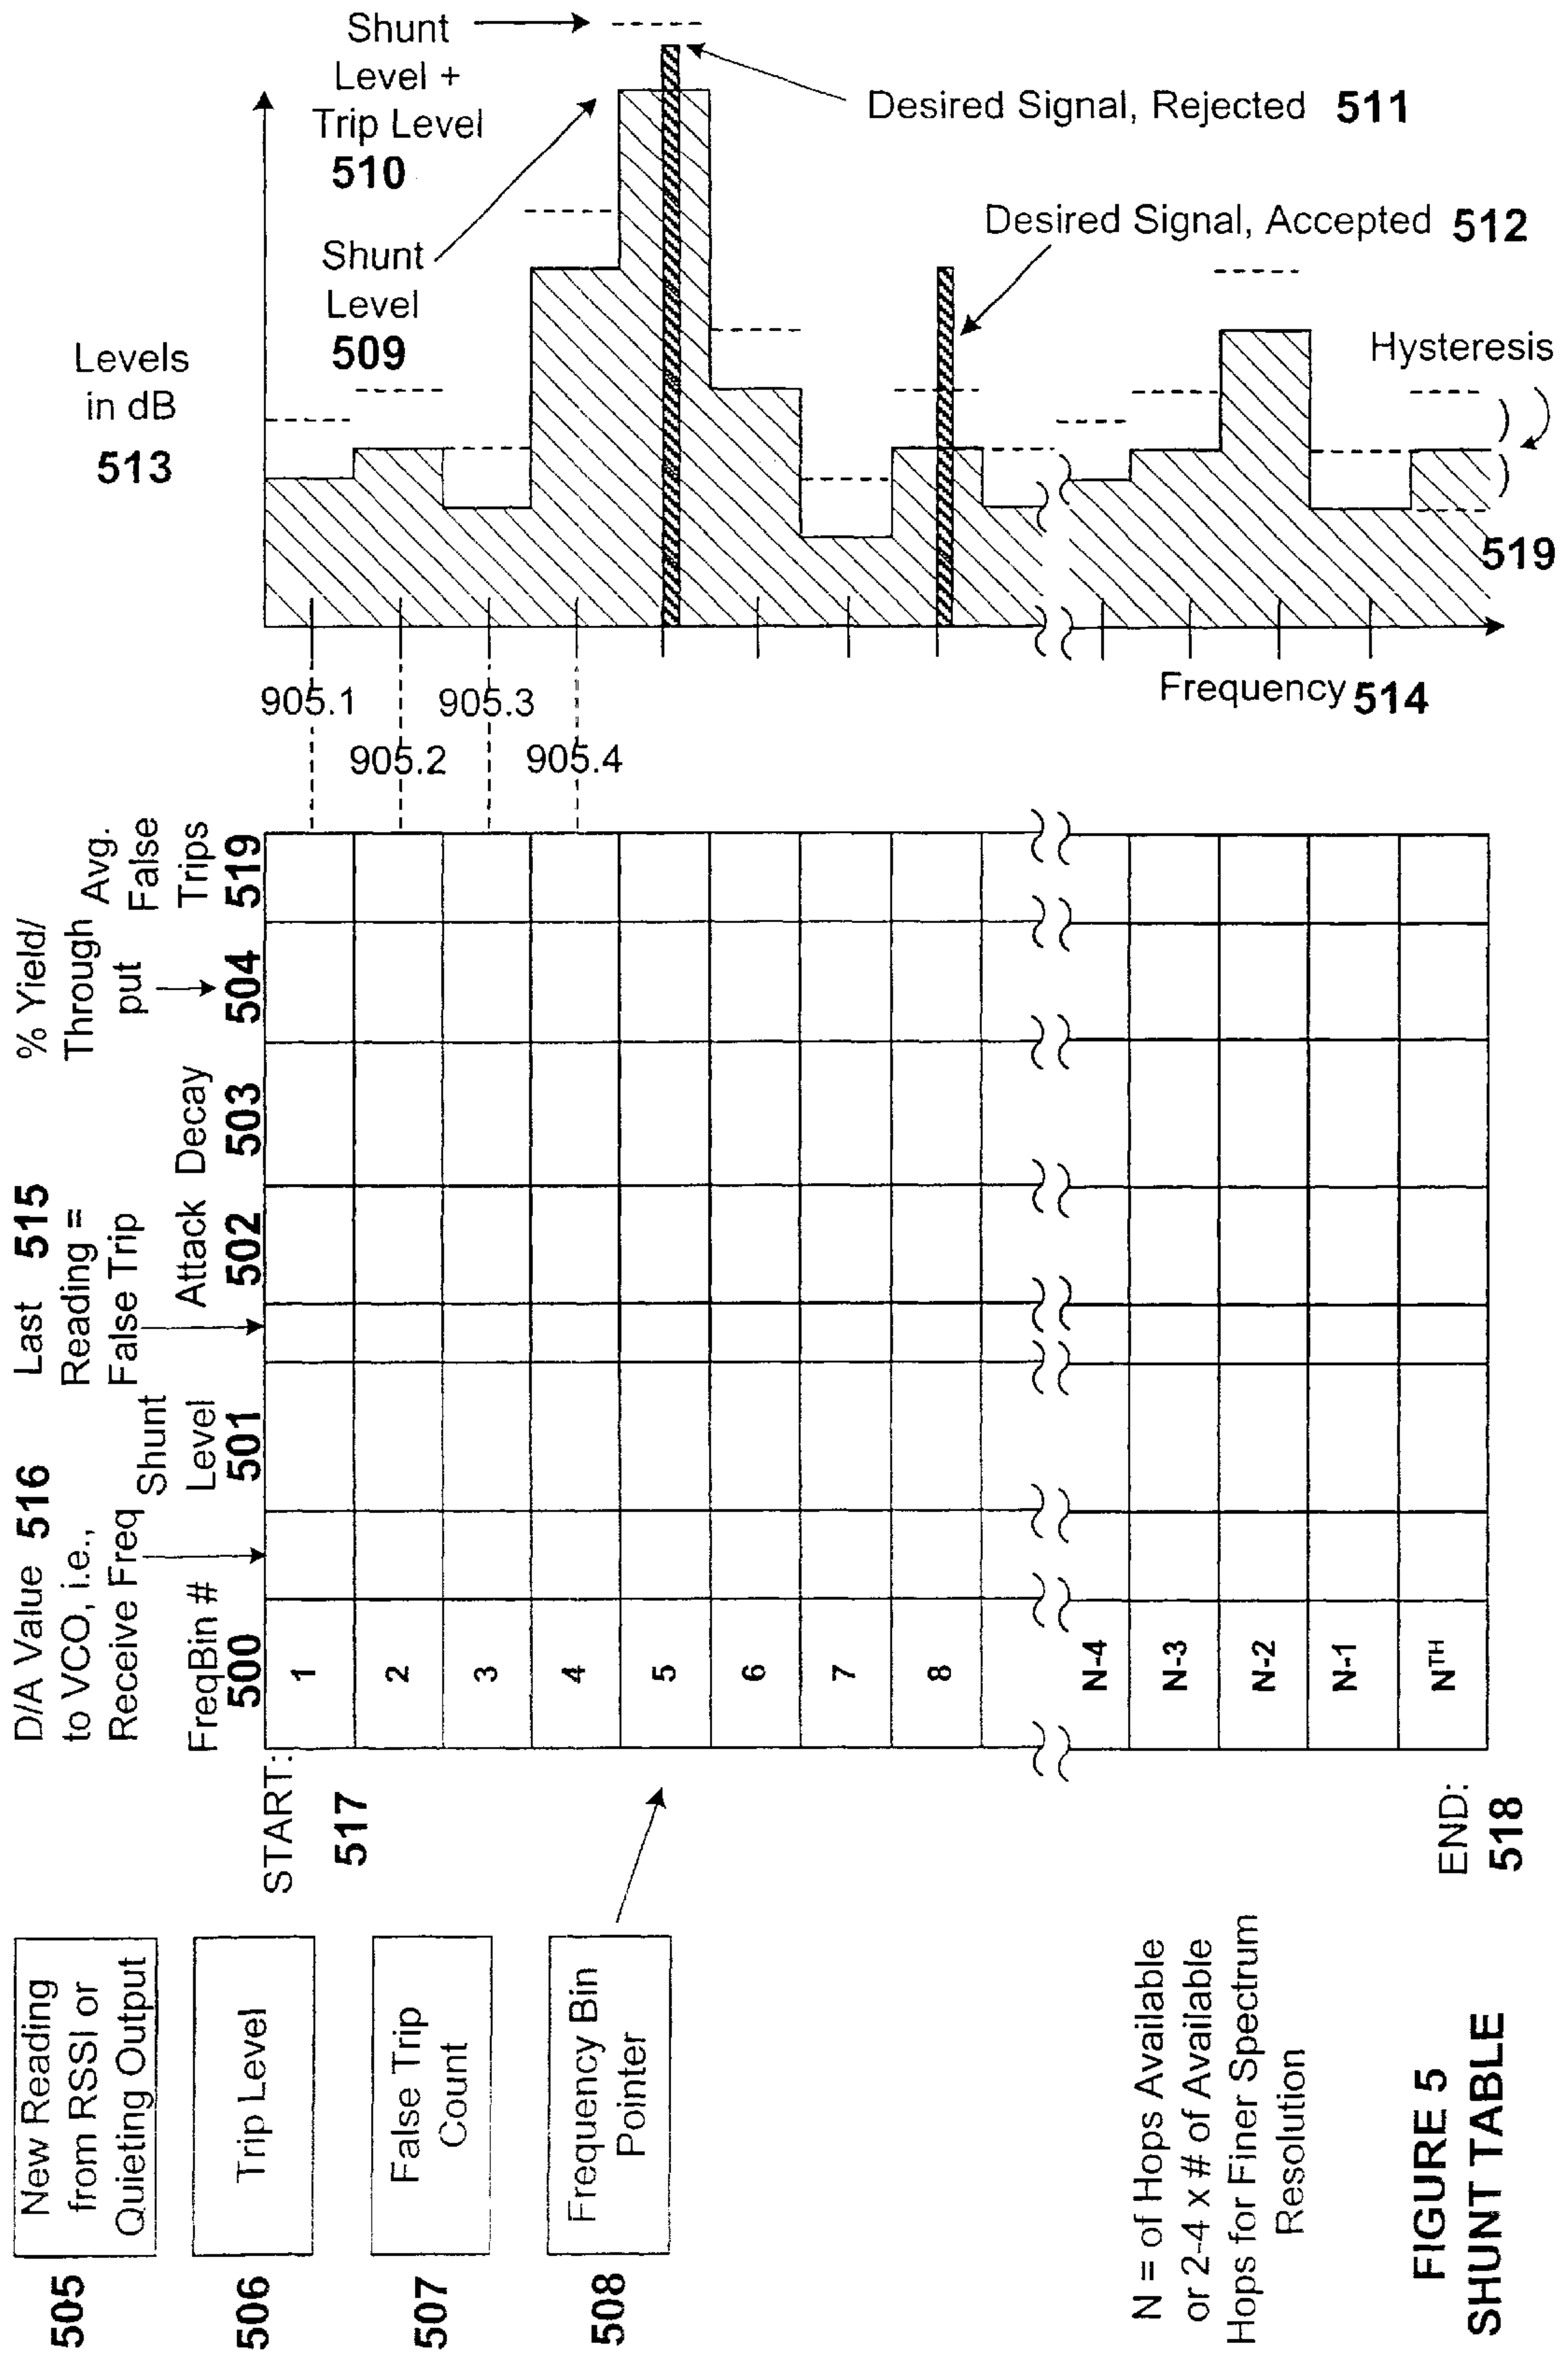 Shunt
Level +
Trip Level
510
Desired Signal, Rejected 511
Shunt
Level
509
Desired Signal, Accepted 512
Levels
in dB
513
Hysteresis
519
905.1
905.2
905.3
905.4
Frequency 514
Avg.
False
Trips
519
% Yield/
Through
put
504
Decay
503
Attack
502
Last 515
Reading =
False Trip
Shunt
Level
501
D/A Value 516
to VCO, i.e.,
Receive Freq
FreqBin #
500
1
2
3
4
5
6
7
8
N-4
N-3
N-2
N-1
NTH
START:
517
END:
518
New Reading
from RSSI or
Quieting Output
505
Trip Level
506
False Trip
Count
507
Frequency Bin
Pointer
508
N = of Hops Available
or 2-4 x # of Available
Hops for Finer Spectrum
Resolution
FIGURE 5
SHUNT TABLE